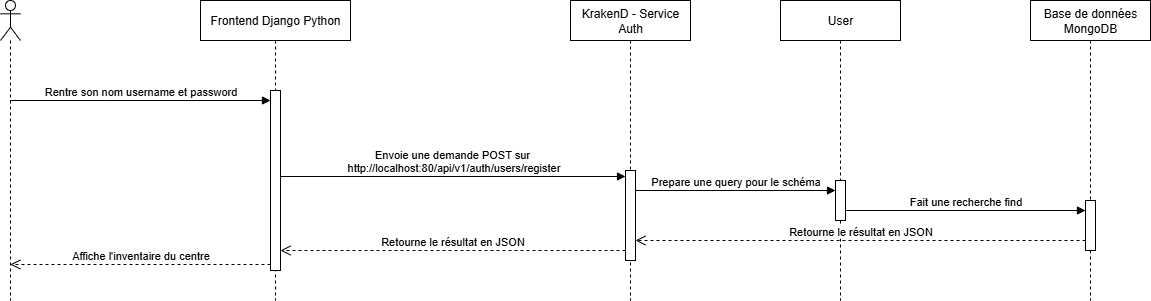 Frontend Django Python
KrakenD - Service
Auth
User
Base de données
MongoDB
Rentre son nom username et password
Envoie une demande POST sur
http://localhost:80/api/v1/auth/users/register
Prepare une query pour le schéma
Fait une recherche find
Retourne le résultat en JSON
Retourne le résultat en JSON
Affiche l'inventaire du centre